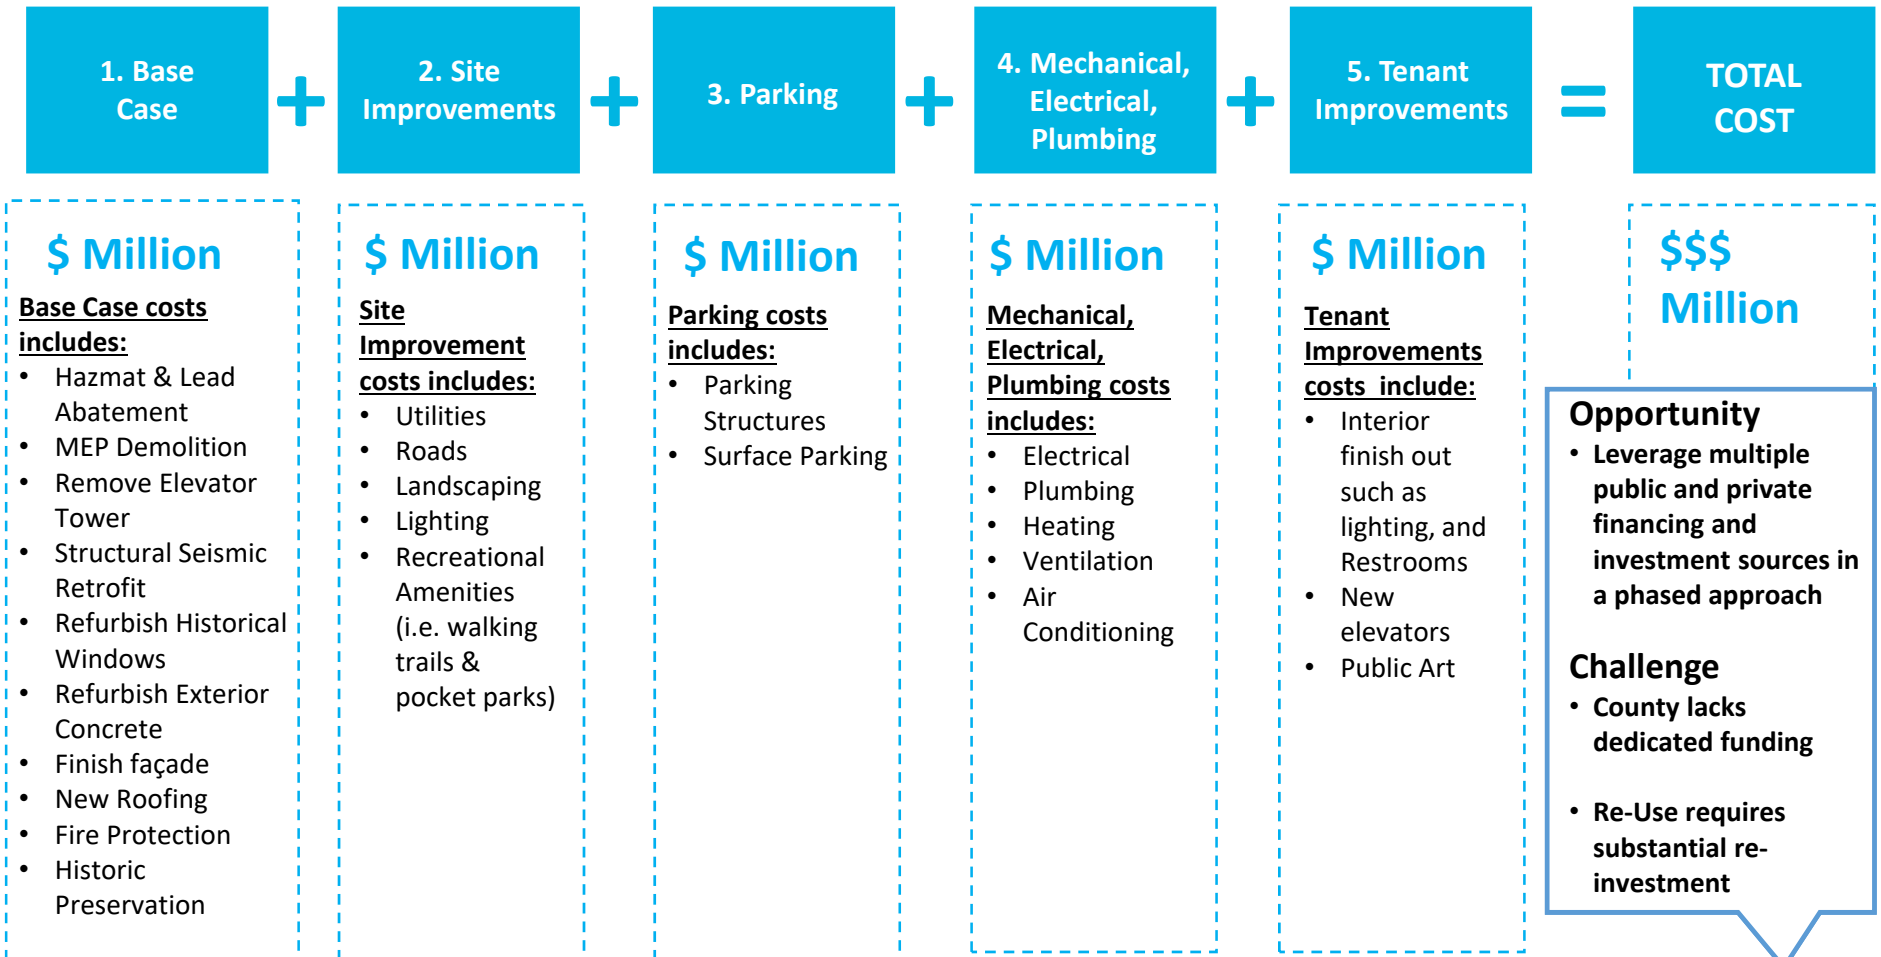 1. Base
Case
+
2. Site
Improvements
+
3. Parking
+
4. Mechanical,
Electrical,
Plumbing
+
5. Tenant
Improvements
=
TOTAL
COST
$ Million
Base Case costs
includes:
• Hazmat & Lead
Abatement
• MEP Demolition
• Remove Elevator
Tower
• Structural Seismic
Retrofit
• Refurbish Historical
Windows
• Refurbish Exterior
Concrete
• Finish façade
• New Roofing
• Fire Protection
• Historic
Preservation
$ Million
Site
Improvement
costs includes:
• Utilities
• Roads
• Landscaping
• Lighting
• Recreational
Amenities
(i.e. walking
trails &
pocket parks)
$ Million
Parking costs
includes:
• Parking
Structures
• Surface Parking
$ Million
Mechanical,
Electrical,
Plumbing costs
includes:
• Electrical
• Plumbing
• Heating
• Ventilation
• Air
Conditioning
$ Million
Tenant
Improvements
costs include:
• Interior
finish out
such as
lighting, and
Restrooms
• New
elevators
• Public Art
$$$
Million
Opportunity
• Leverage multiple
public and private
financing and
investment sources in
a phased approach
Challenge
• County lacks
dedicated funding
• Re-Use requires
substantial re-
investment